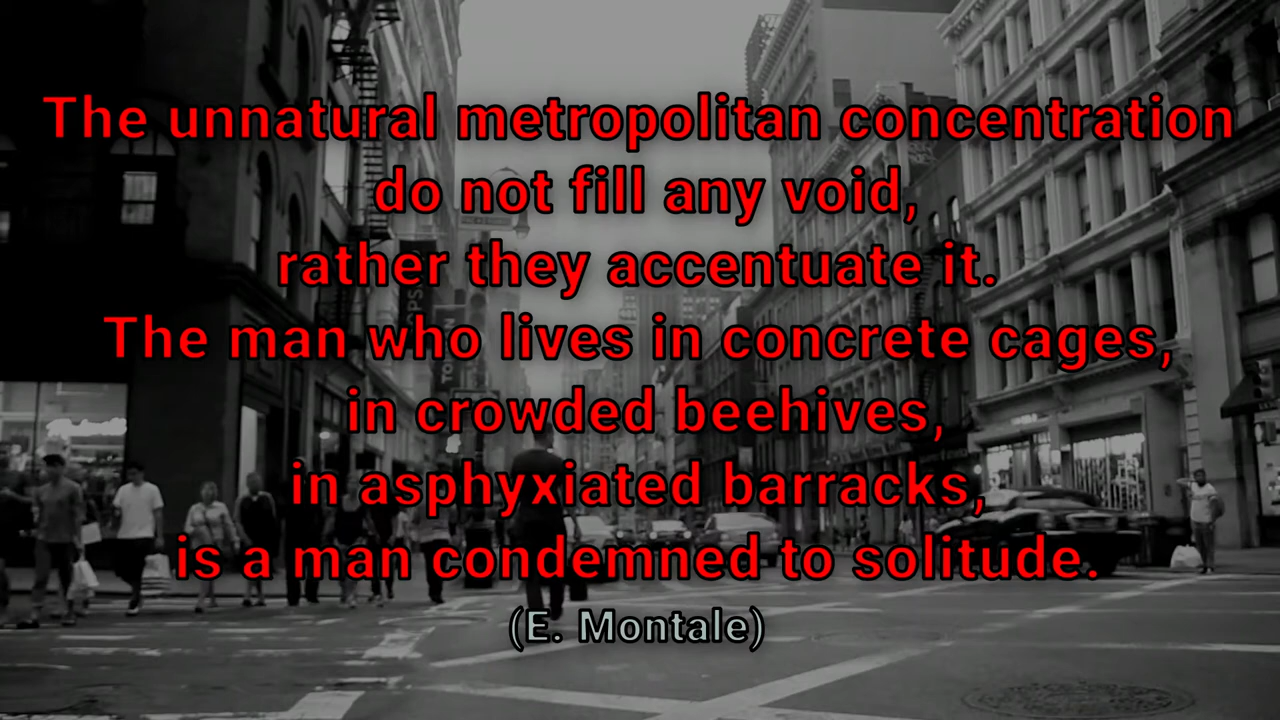 The unnatural metropolitan concentration
do not fill any void,
rather they accentuate it.
The man who lives in concrete cages,
in crowded beehives,
in asphyxiated barracks,
is a man condemned to solitude.
(E. Montale)